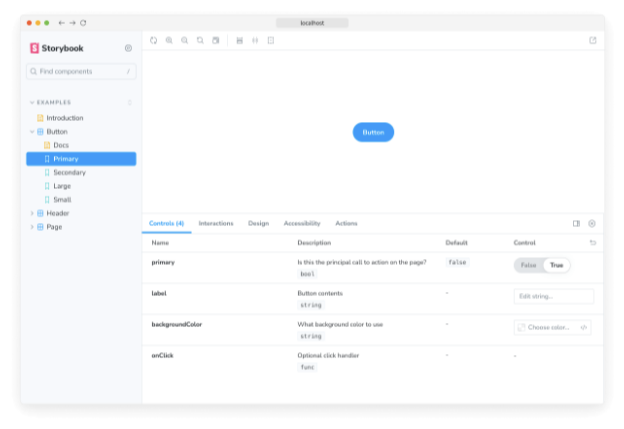 localhost
Storybook
Find components
/
EXAMPLES
Introduction
Button
Docs
Primary
Secondary
Large
Small
Header
Page
Button
Controls (4) Interactions Design Accessibility Actions
Name Description Default Control
primary Is this the principal call to action on the page? false False True
bool
label Button contents - Edit string...
string
backgroundColor What background color to use - Choose color...
string
onClick Optional click handler - -
func